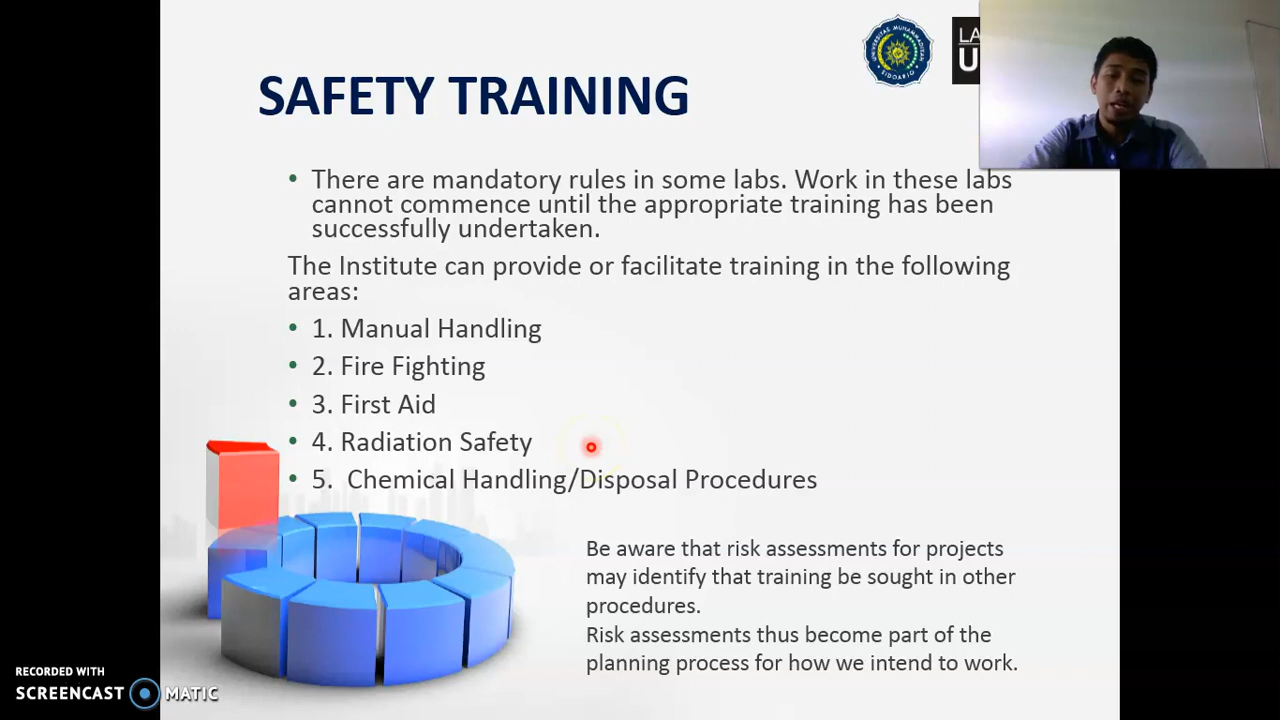 UNIVERSITAS MUHAMMADIYAH
SIDOARJO
LA
U
SAFETY TRAINING
• There are mandatory rules in some labs. Work in these labs
cannot commence until the appropriate training has been
successfully undertaken.
The Institute can provide or facilitate training in the following
areas:
• 1. Manual Handling
• 2. Fire Fighting
• 3. First Aid
• 4. Radiation Safety
• 5. Chemical Handling/Disposal Procedures
Be aware that risk assessments for projects
may identify that training be sought in other
procedures.
Risk assessments thus become part of the
planning process for how we intend to work.
RECORDED WITH
SCREENCAST MATIC